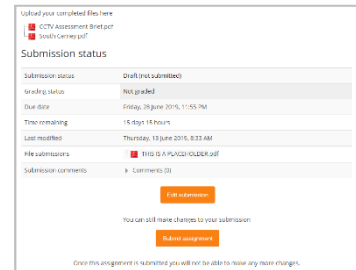 Upload your completed files here
CCTV Assessment Brief.pdf
South Cerney.pdf
Submission status
Submission status Draft (not submitted)
Grading status Not graded
Due date Friday, 28 June 2019, 11:55 PM
Time remaining 15 days 15 hours
Last modified Thursday, 13 June 2019, 8:33 AM
File submissions THIS IS A PLACEHOLDER.pdf
Submission comments Comments (0)
Edit submission
You can still make changes to your submission
Submit assignment
Once this assignment is submitted you will not be able to make any more changes.